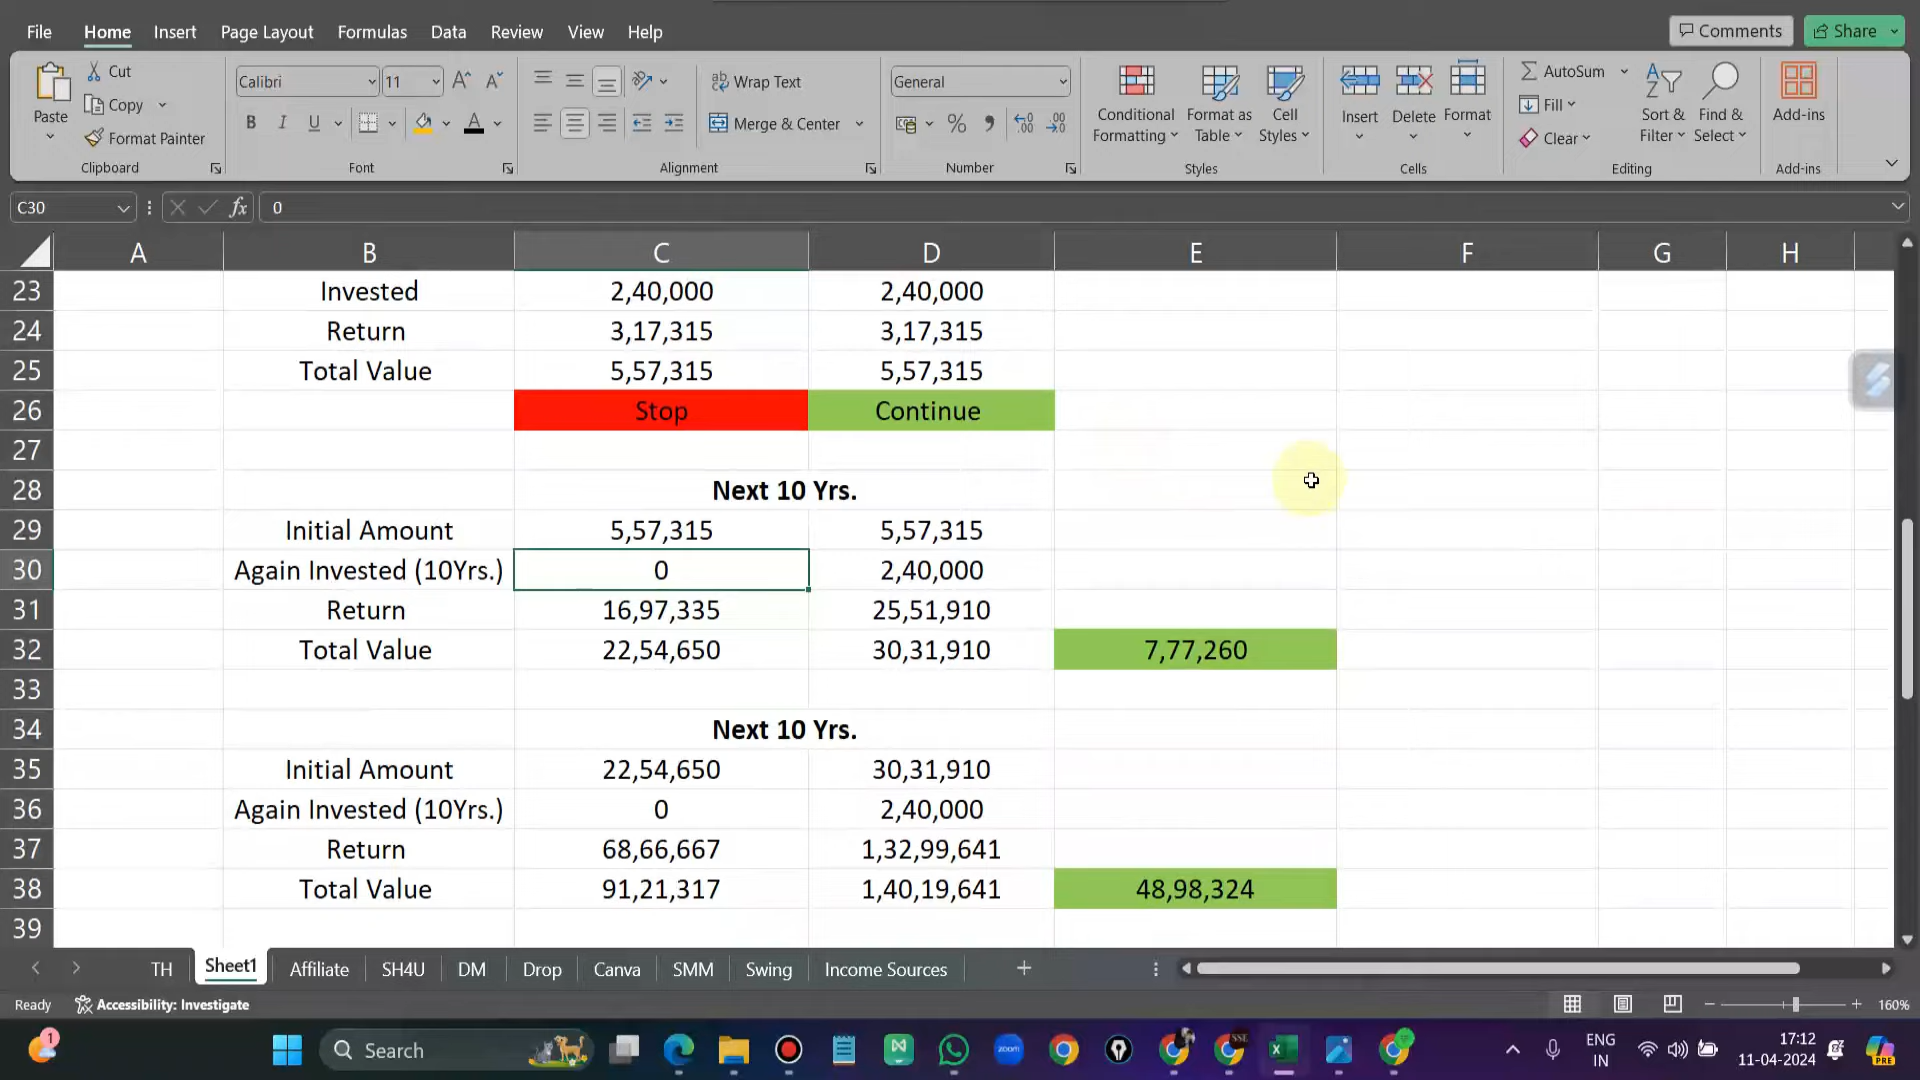 File Home Insert Page Layout Formulas Data Review View Help Comments Share
Paste Cut Copy Format Painter Clipboard
Calibri 11 B I U A Font
Wrap Text Merge & Center Alignment
General % Number
Conditional Formatting Format as Table Cell Styles Styles
Insert Delete Format Cells
AutoSum Fill Clear Sort & Filter Find & Select Editing
Add-ins Add-ins
C30 fx 0
A B C D E F G H
23 Invested 2,40,000 2,40,000
24 Return 3,17,315 3,17,315
25 Total Value 5,57,315 5,57,315
26 Stop Continue
27
28 Next 10 Yrs.
29 Initial Amount 5,57,315 5,57,315
30 Again Invested (10Yrs.) 0 2,40,000
31 Return 16,97,335 25,51,910
32 Total Value 22,54,650 30,31,910 7,77,260
33
34 Next 10 Yrs.
35 Initial Amount 22,54,650 30,31,910
36 Again Invested (10Yrs.) 0 2,40,000
37 Return 68,66,667 1,32,99,641
38 Total Value 91,21,317 1,40,19,641 48,98,324
39
TH Sheet1 Affiliate SH4U DM Drop Canva SMM Swing Income Sources
Ready Accessibility: Investigate 160%
1 Search zoom SSE ENG IN 17:12 11-04-2024 PRE